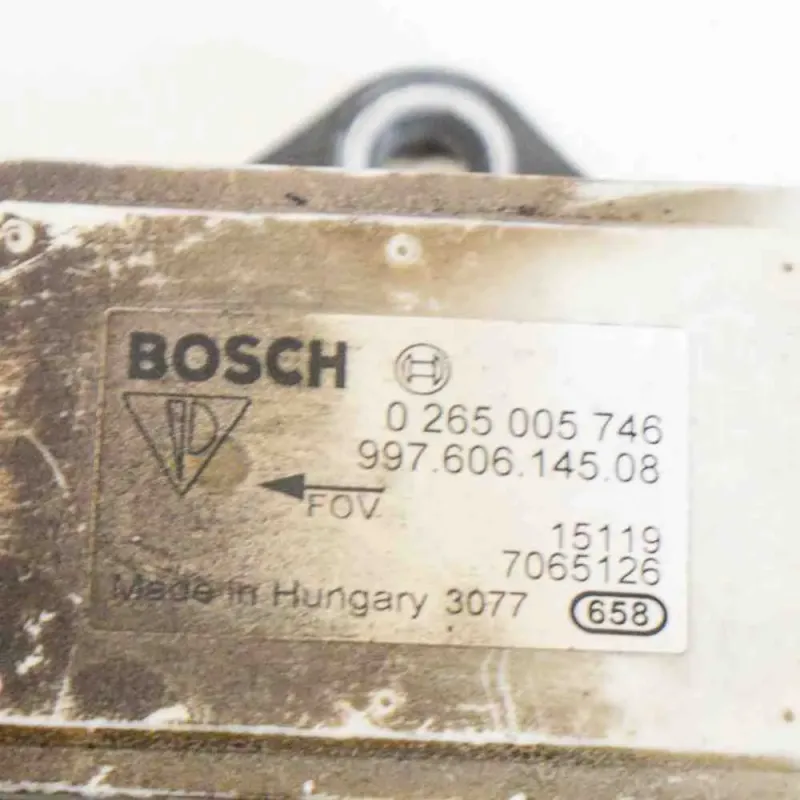 BOSCH
0 265 005 746
997.606.145.08
FOV
15119
7065126
Made in Hungary 3077
658